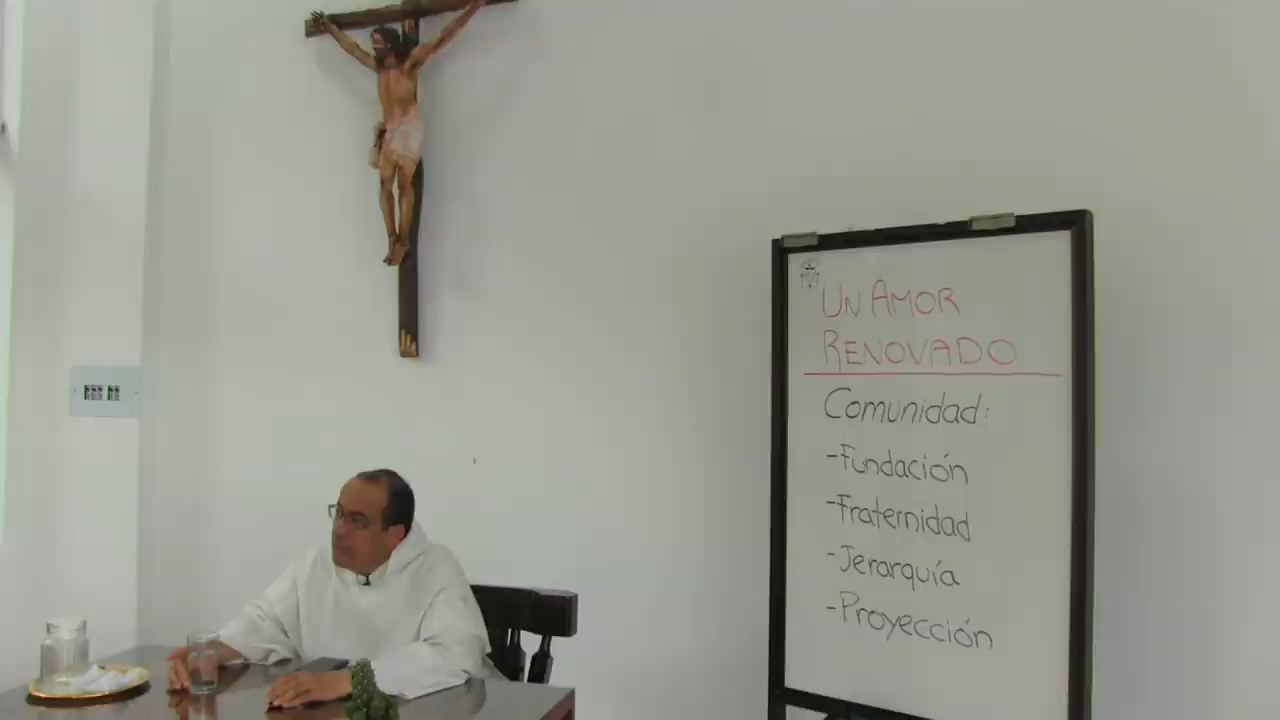 UN AMOR
RENOVADO
Comunidad:
-Fundación
-Fraternidad
-Jerarquía
-Proyección